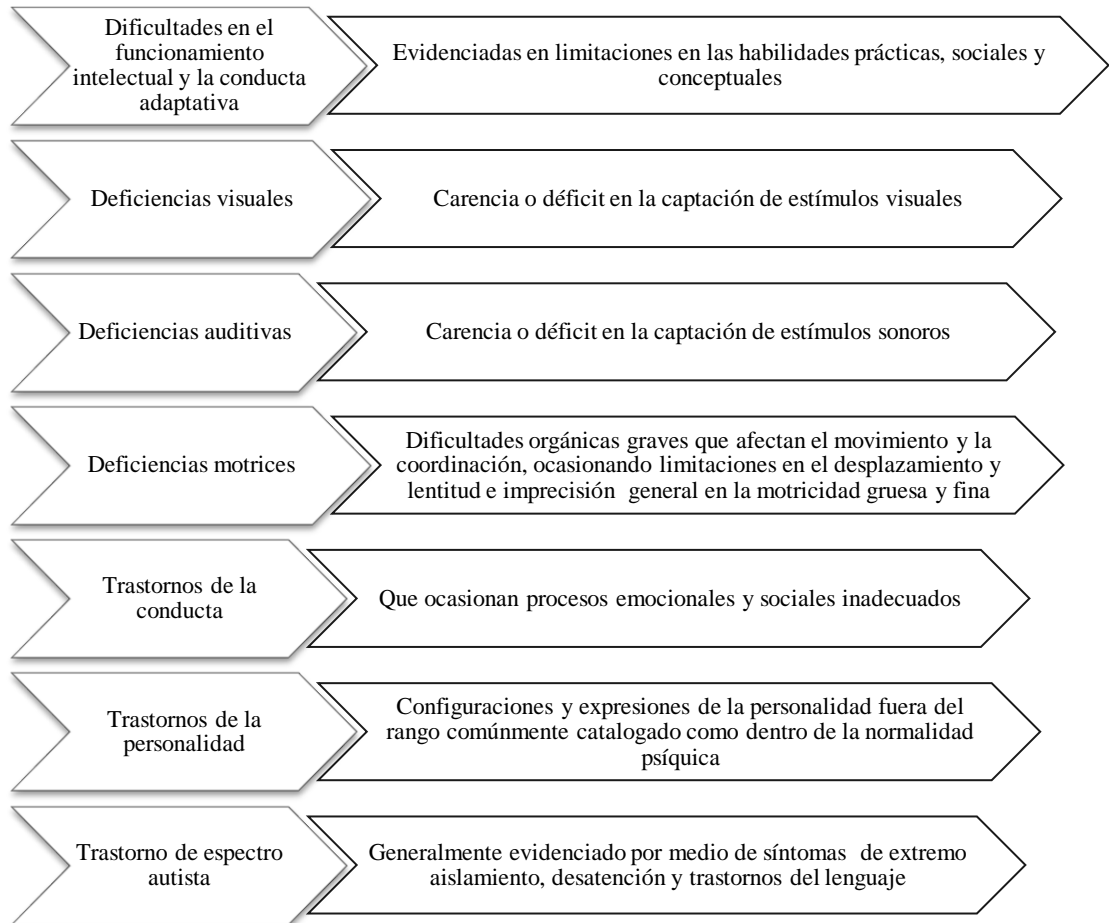 Dificultades en el
funcionamiento
intelectual y la conducta
adaptativa
Evidenciadas en limitaciones en las habilidades prácticas, sociales y
conceptuales
Deficiencias visuales
Carencia o déficit en la captación de estímulos visuales
Deficiencias auditivas
Carencia o déficit en la captación de estímulos sonoros
Deficiencias motrices
Dificultades orgánicas graves que afectan el movimiento y la
coordinación, ocasionando limitaciones en el desplazamiento y
lentitud e imprecisión general en la motricidad gruesa y fina
Trastornos de la
conducta
Que ocasionan procesos emocionales y sociales inadecuados
Trastornos de la
personalidad
Configuraciones y expresiones de la personalidad fuera del
rango comúnmente catalogado como dentro de la normalidad
psíquica
Trastorno de espectro
autista
Generalmente evidenciado por medio de síntomas de extremo
aislamiento, desatención y trastornos del lenguaje